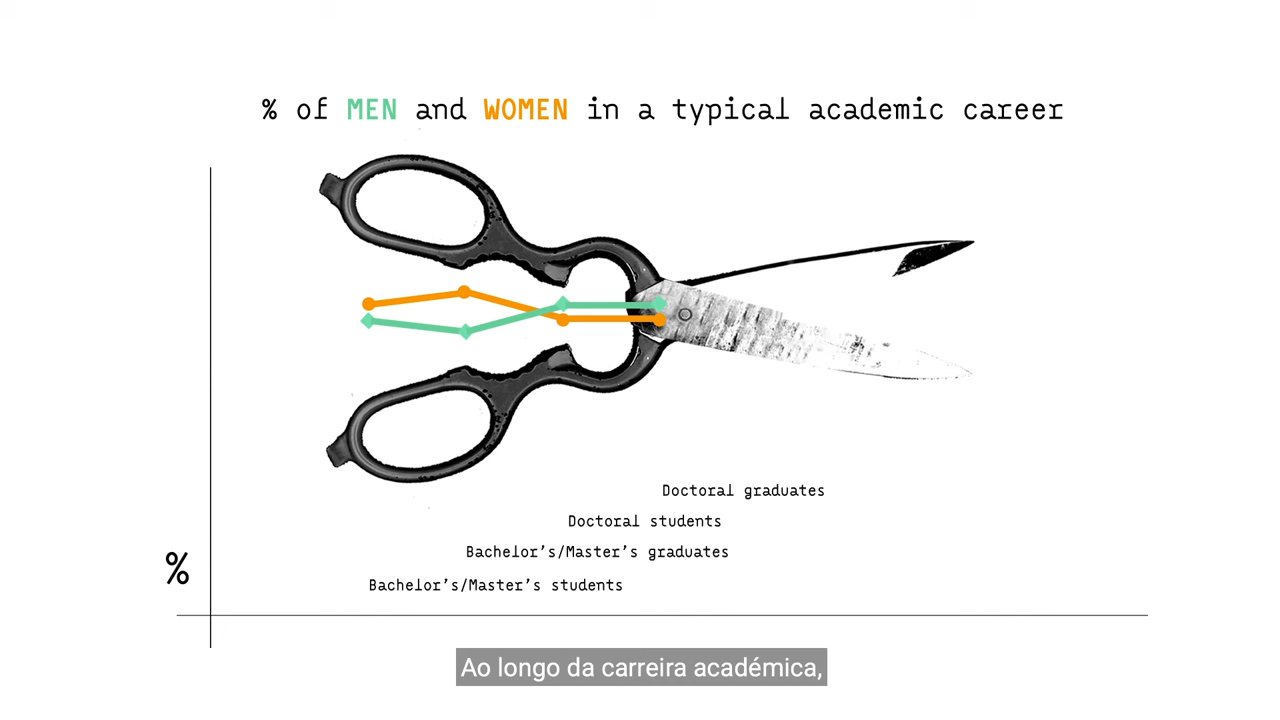 % of MEN and WOMEN in a typical academic career
Doctoral graduates
Doctoral students
Bachelor’s/Master’s graduates
%
Bachelor’s/Master’s students
Ao longo da carreira académica,